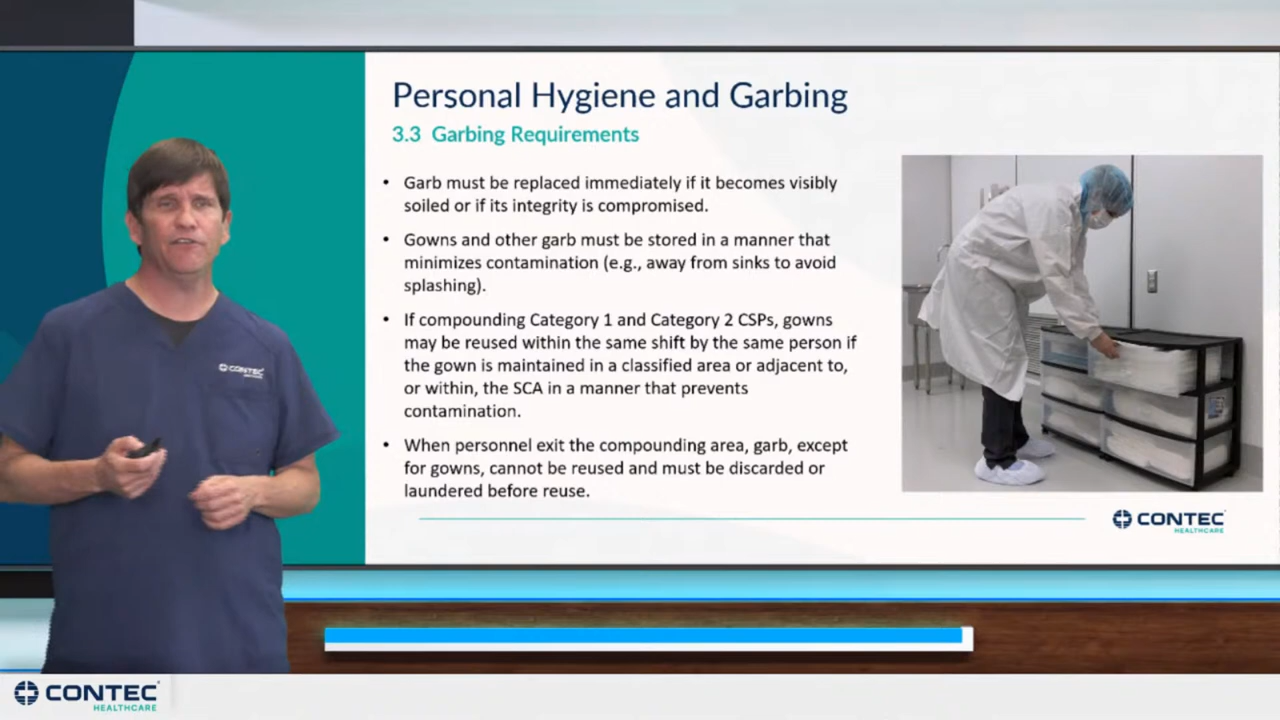 Personal Hygiene and Garbing
3.3 Garbing Requirements
• Garb must be replaced immediately if it becomes visibly
soiled or if its integrity is compromised.
• Gowns and other garb must be stored in a manner that
minimizes contamination (e.g., away from sinks to avoid
splashing).
• If compounding Category 1 and Category 2 CSPs, gowns
may be reused within the same shift by the same person if
the gown is maintained in a classified area or adjacent to,
or within, the SCA in a manner that prevents
contamination.
• When personnel exit the compounding area, garb, except
for gowns, cannot be reused and must be discarded or
laundered before reuse.
CONTEC
HEALTHCARE
CONTEC
CONTEC
HEALTHCARE